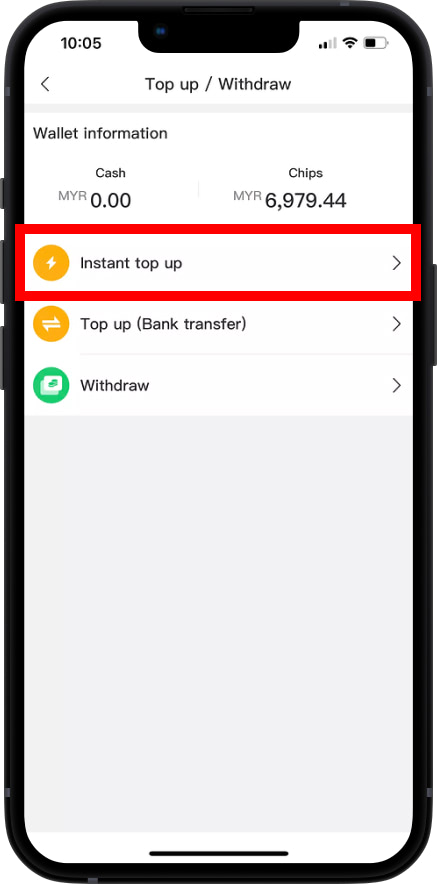 10:05
Top up / Withdraw
Wallet information
Cash Chips
MYR 0.00 MYR 6,979.44
Instant top up
Top up (Bank transfer)
Withdraw